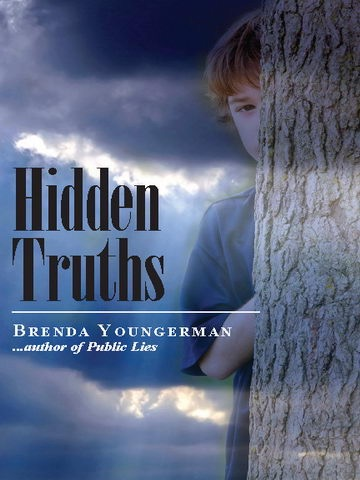 Hidden
Truths
BRENDA YOUNGERMAN
...author of Public Lies